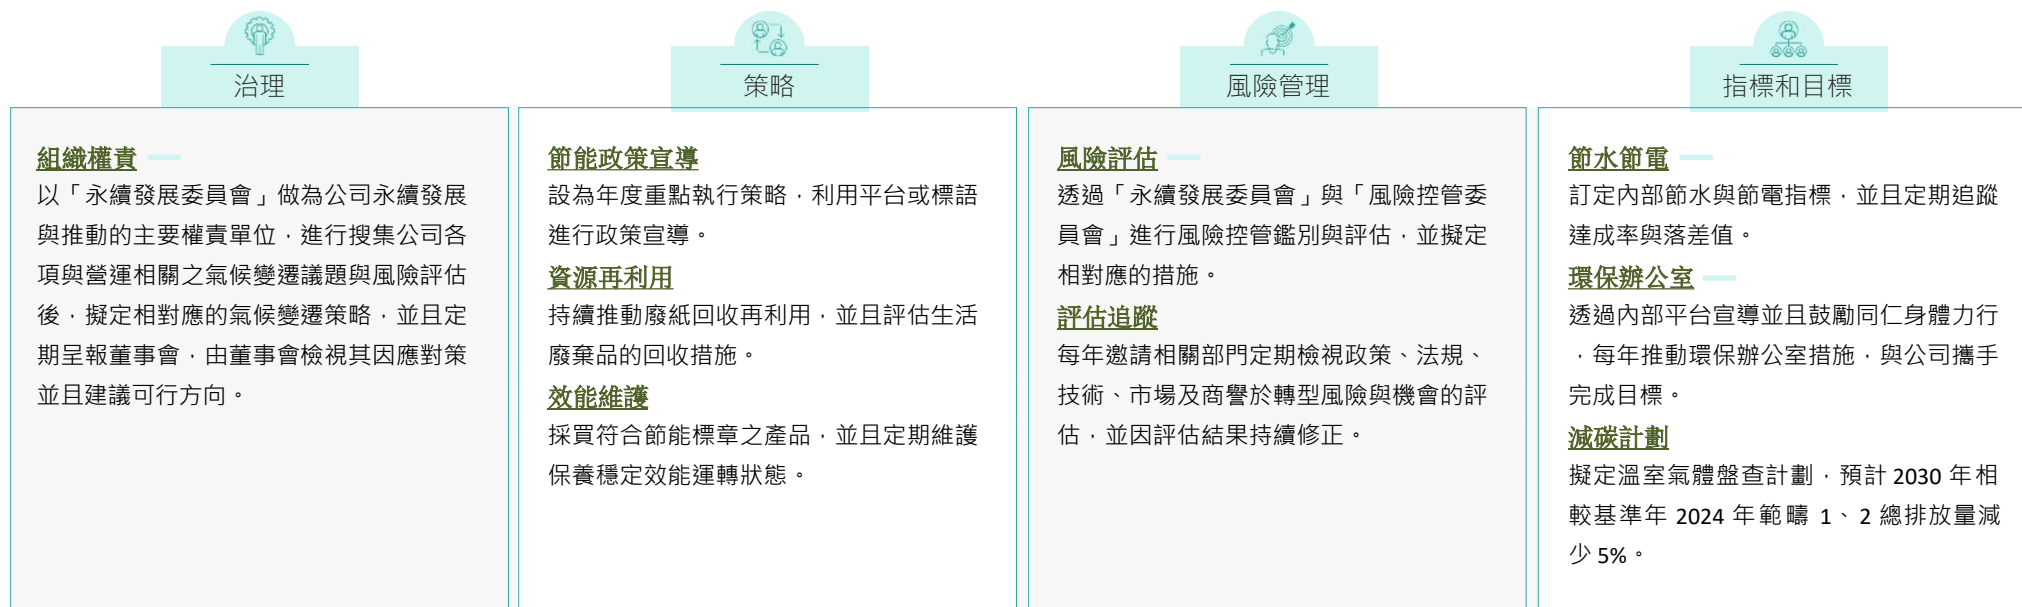 治理
組織權責
以「永續發展委員會」做為公司永續發展
與推動的主要權責單位，進行搜集公司各
項與營運相關之氣候變遷議題與風險評估
後，擬定相對應的氣候變遷策略，並且定
期呈報董事會，由董事會檢視其因應對策
並且建議可行方向。
策略
節能政策宣導
設為年度重點執行策略，利用平台或標語
進行政策宣導。
資源再利用
持續推動廢紙回收再利用，並且評估生活
廢棄品的回收措施。
效能維護
採買符合節能標章之產品，並且定期維護
保養穩定效能運轉狀態。
風險管理
風險評估
透過「永續發展委員會」與「風險控管委
員會」進行風險控管鑑別與評估，並擬定
相對應的措施。
評估追蹤
每年邀請相關部門定期檢視政策、法規、
技術、市場及商譽於轉型風險與機會的評
估，並因評估結果持續修正。
指標和目標
節水節電
訂定內部節水與節電指標，並且定期追蹤
達成率與落差值。
環保辦公室
透過內部平台宣導並且鼓勵同仁身體力行
，每年推動環保辦公室措施，與公司攜手
完成目標。
減碳計劃
擬定溫室氣體盤查計劃，預計 2030 年相
較基準年 2024 年範疇 1、2 總排放量減
少 5%。